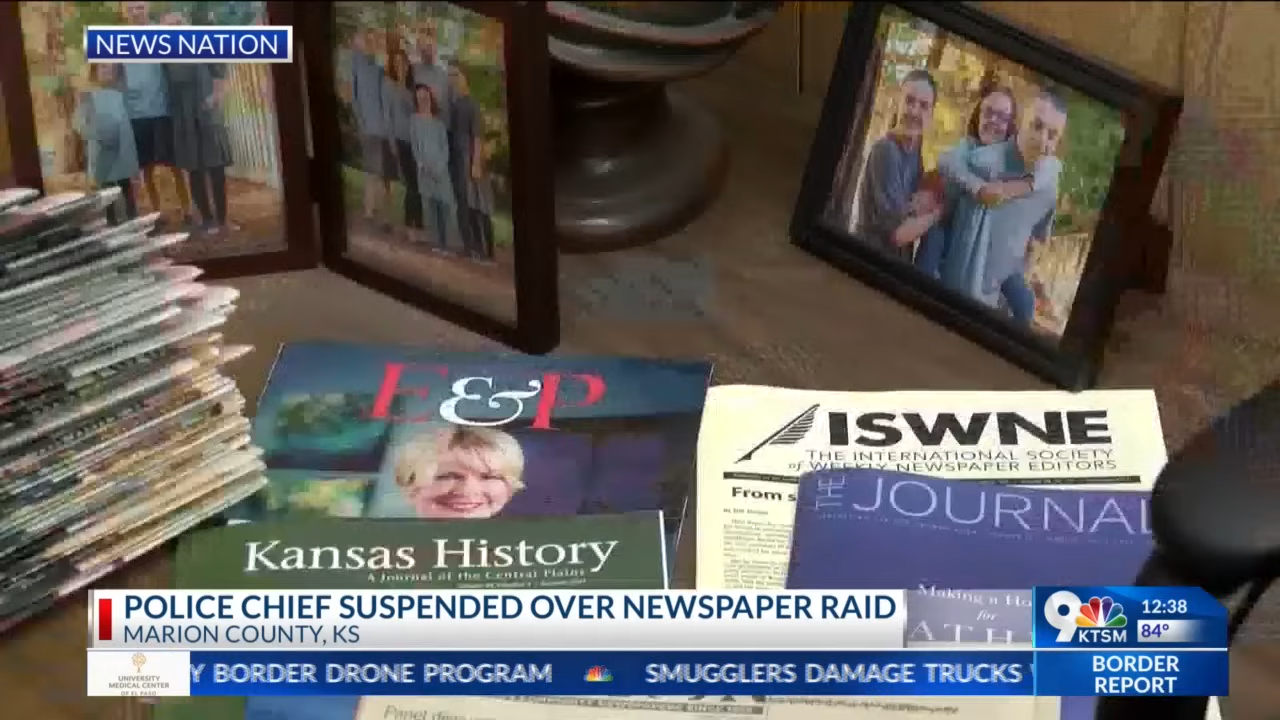 NEWS NATION
E&P
ISWNE
THE INTERNATIONAL SOCIETY
of WEEKLY NEWSPAPER EDITORS
From s
THE JOURNAL
Kansas History
A Journal of the Central Plains
Making a Ho
for
ATH
POLICE CHIEF SUSPENDED OVER NEWSPAPER RAID
MARION COUNTY, KS
9 KTSM
12:38
84°
UNIVERSITY
MEDICAL CENTER
OF EL PASO
Y BORDER DRONE PROGRAM SMUGGLERS DAMAGE TRUCKS
BORDER
REPORT